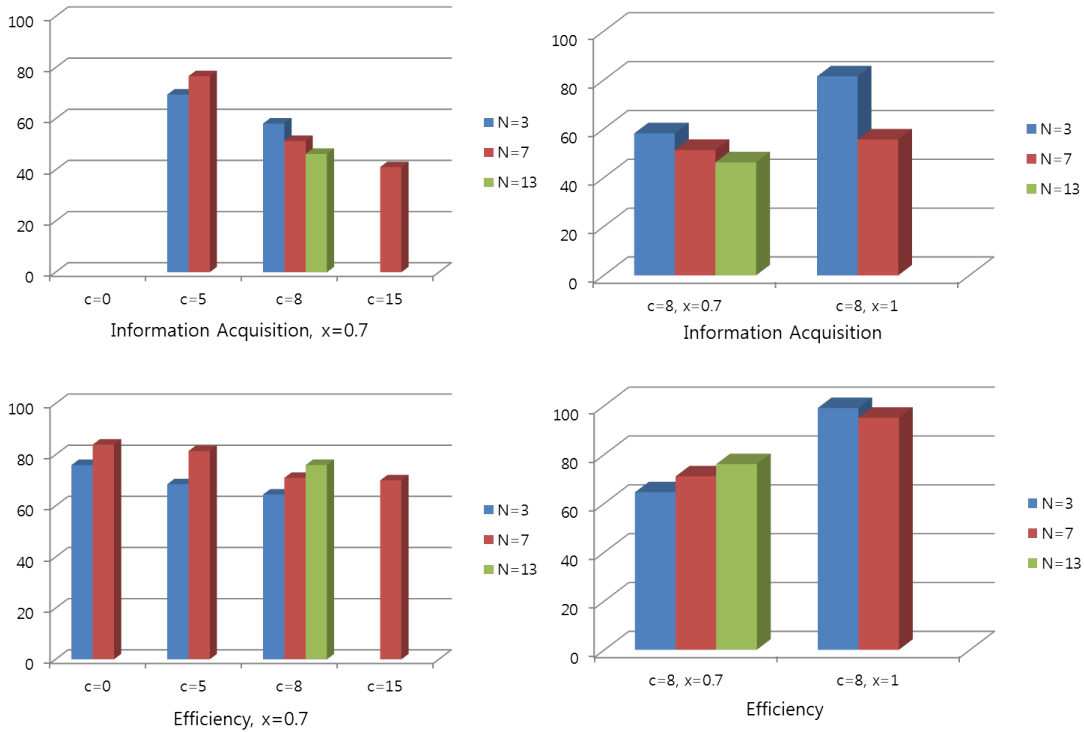 100
80
60
40
20
0
c=0 c=5 c=8 c=15
N=3
N=7
N=13
Information Acquisition, x=0.7
100
80
60
40
20
0
c=8, x=0.7 c=8, x=1
N=3
N=7
N=13
Information Acquisition
100
80
60
40
20
0
c=0 c=5 c=8 c=15
N=3
N=7
N=13
Efficiency, x=0.7
100
80
60
40
20
0
c=8, x=0.7 c=8, x=1
N=3
N=7
N=13
Efficiency